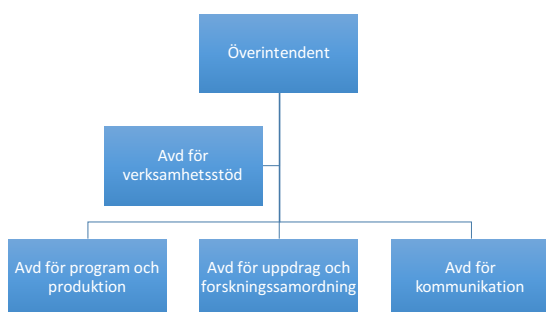 Överintendent
Avd för
verksamhetsstöd
Avd för program och
produktion
Avd för uppdrag och
forskningssamordning
Avd för
kommunikation